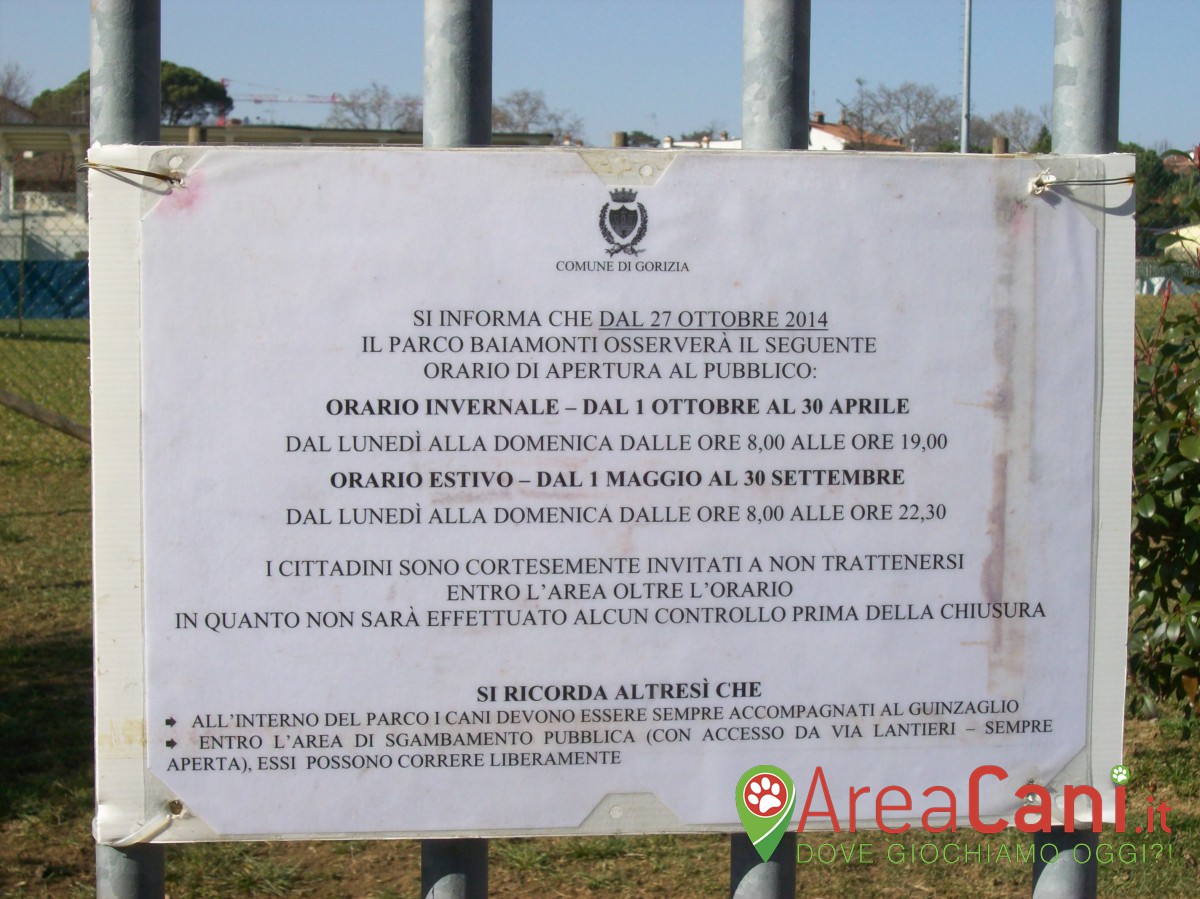 COMUNE DI GORIZIA
SI INFORMA CHE DAL 27 OTTOBRE 2014
IL PARCO BAIAMONTI OSSERVERÀ IL SEGUENTE
ORARIO DI APERTURA AL PUBBLICO:
ORARIO INVERNALE – DAL 1 OTTOBRE AL 30 APRILE
DAL LUNEDÌ ALLA DOMENICA DALLE ORE 8,00 ALLE ORE 19,00
ORARIO ESTIVO – DAL 1 MAGGIO AL 30 SETTEMBRE
DAL LUNEDÌ ALLA DOMENICA DALLE ORE 8,00 ALLE ORE 22,30
I CITTADINI SONO CORTESEMENTE INVITATI A NON TRATTENERSI
ENTRO L'AREA OLTRE L'ORARIO
IN QUANTO NON SARÀ EFFETTUATO ALCUN CONTROLLO PRIMA DELLA CHIUSURA
SI RICORDA ALTRESÌ CHE
➨ ALL'INTERNO DEL PARCO I CANI DEVONO ESSERE SEMPRE ACCOMPAGNATI AL GUINZAGLIO
➨ ENTRO L'AREA DI SGAMBAMENTO PUBBLICA (CON ACCESSO DA VIA LANTIERI – SEMPRE
APERTA), ESSI POSSONO CORRERE LIBERAMENTE
AreaCani.it
DOVE GIOCHIAMO OGGI?!